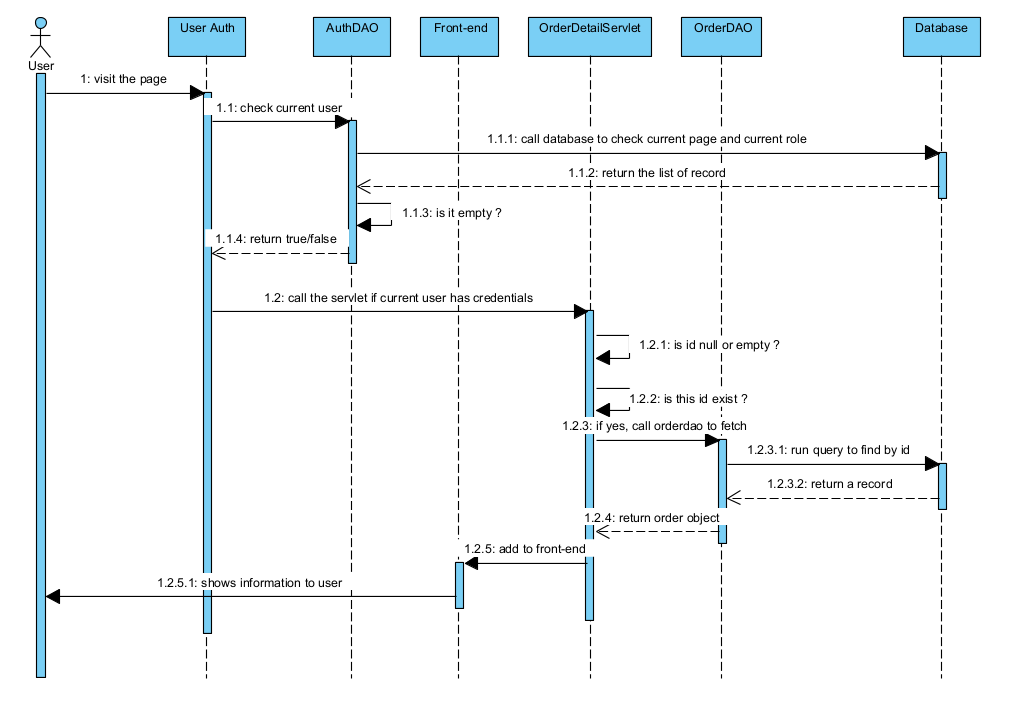 User Auth
AuthDAO
Front-end
OrderDetailServlet
OrderDAO
Database
User
1: visit the page
1.1: check current user
1.1.1: call database to check current page and current role
1.1.2: return the list of record
1.1.3: is it empty ?
1.1.4: return true/false
1.2: call the servlet if current user has credentials
1.2.1: is id null or empty ?
1.2.2: is this id exist ?
1.2.3: if yes, call orderdao to fetch
1.2.3.1: run query to find by id
1.2.3.2: return a record
1.2.4: return order object
1.2.5: add to front-end
1.2.5.1: shows information to user